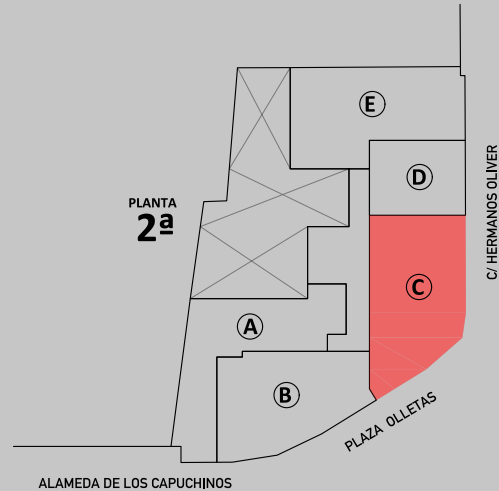 E
C/ HERMANOS OLIVER
D
PLANTA
2ª
C
A
B
PLAZA OLLETAS
ALAMEDA DE LOS CAPUCHINOS